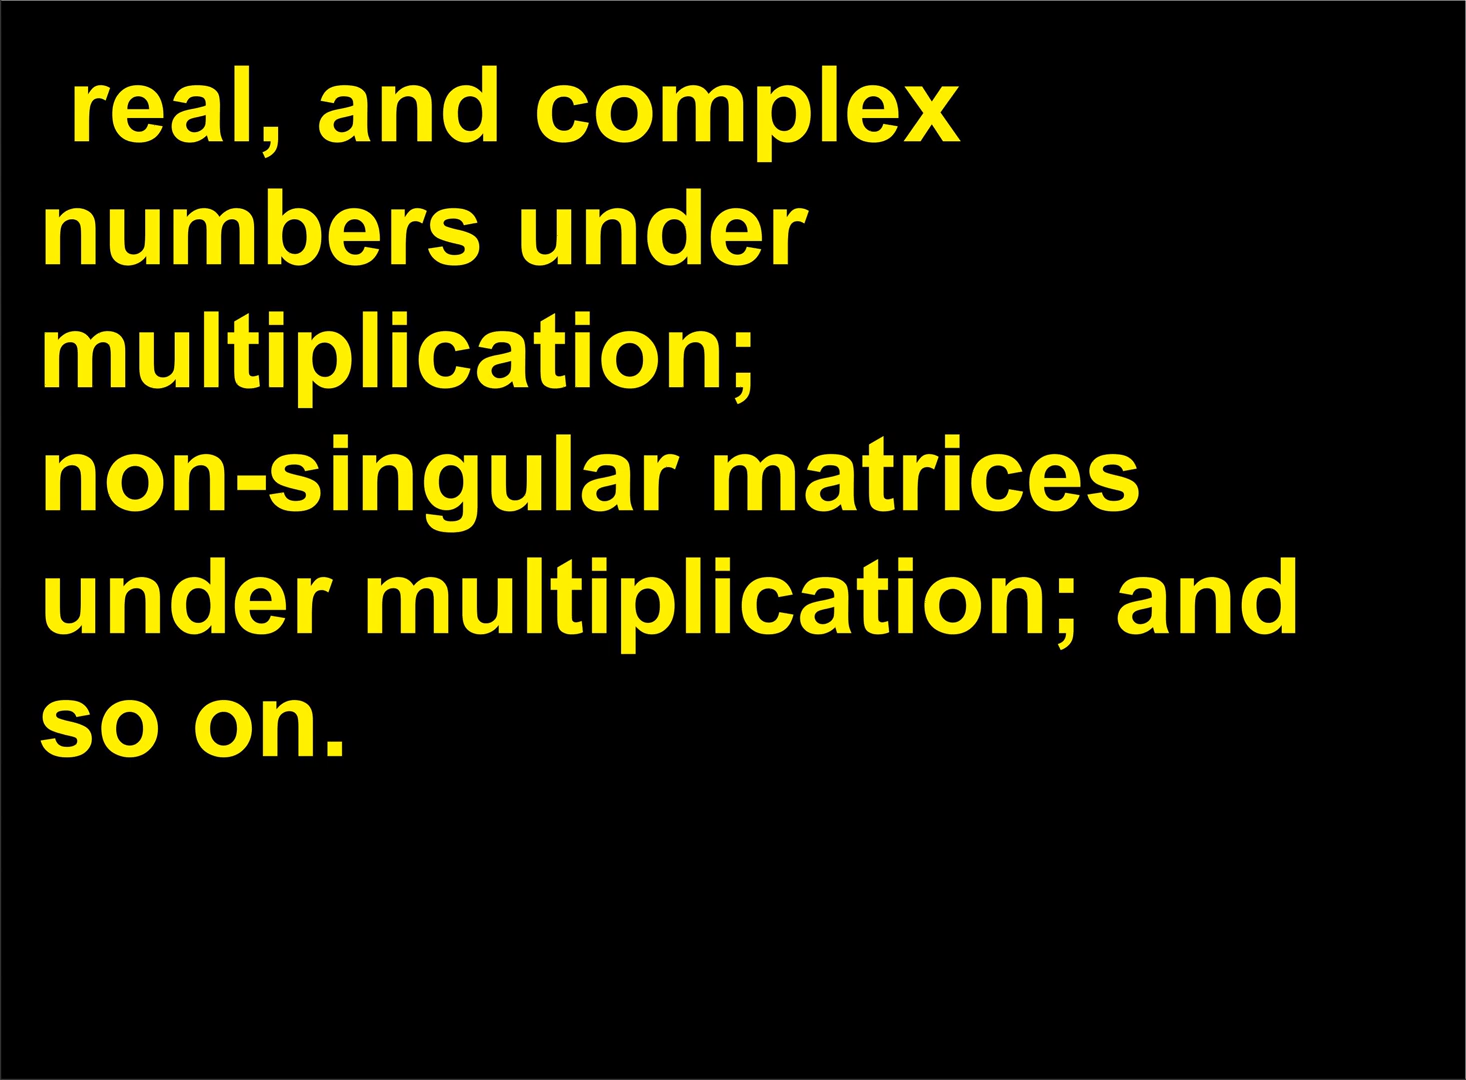 real, and complex
numbers under
multiplication;
non-singular matrices
under multiplication; and
so on.